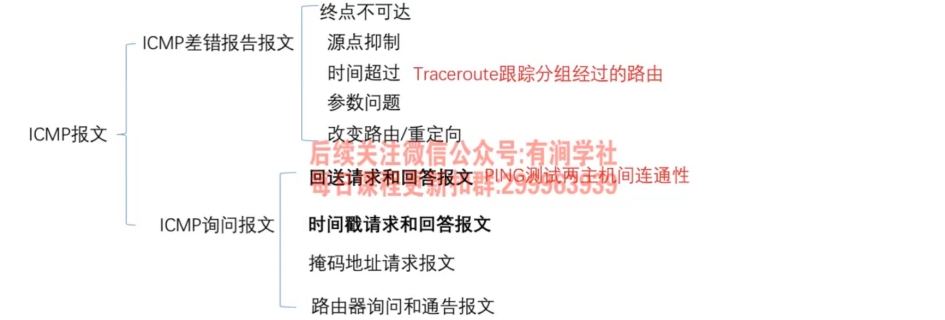 终点不可达
ICMP差错报告报文
源点抑制
时间超过 Traceroute跟踪分组经过的路由
参数问题
ICMP报文
改变路由/重定向
后续关注微信公众号:有涧学社
回送请求和回答报文 PING测试两主机间连通性
每日课程更新扣群:299983939
ICMP询问报文
时间戳请求和回答报文
掩码地址请求报文
路由器询问和通告报文